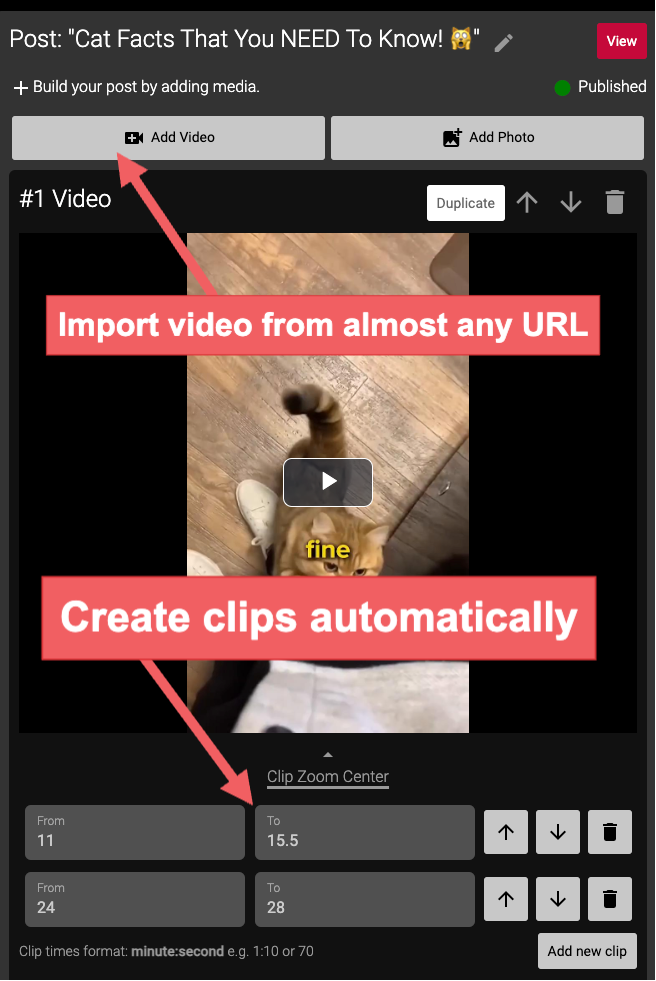 Post: "Cat Facts That You NEED To Know! 🙀"
View
+ Build your post by adding media.
Published
Add Video
Add Photo
#1 Video
Duplicate
Import video from almost any URL
fine
Create clips automatically
Clip Zoom Center
From
To
11
15.5
From
To
24
28
Clip times format: minute:second e.g. 1:10 or 70
Add new clip